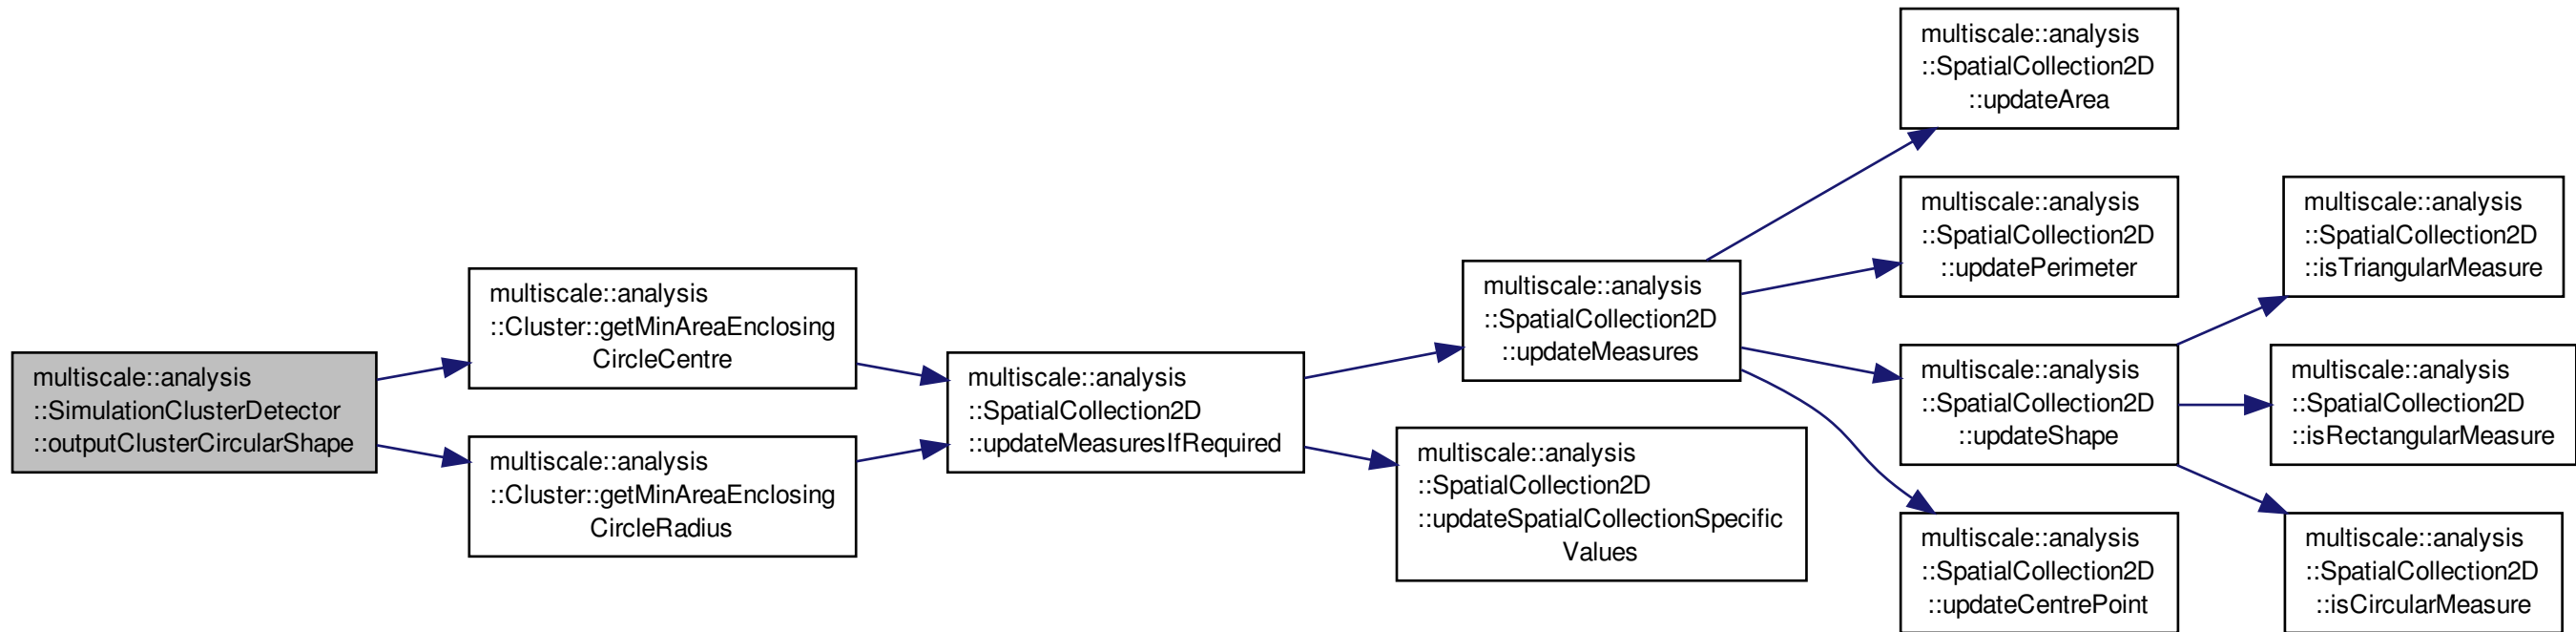 multiscale::analysis
::SimulationClusterDetector
::outputClusterCircularShape
multiscale::analysis
::Cluster::getMinAreaEnclosing
CircleCentre
multiscale::analysis
::Cluster::getMinAreaEnclosing
CircleRadius
multiscale::analysis
::SpatialCollection2D
::updateMeasuresIfRequired
multiscale::analysis
::SpatialCollection2D
::updateMeasures
multiscale::analysis
::SpatialCollection2D
::updateSpatialCollectionSpecific
Values
multiscale::analysis
::SpatialCollection2D
::updateArea
multiscale::analysis
::SpatialCollection2D
::updatePerimeter
multiscale::analysis
::SpatialCollection2D
::updateShape
multiscale::analysis
::SpatialCollection2D
::updateCentrePoint
multiscale::analysis
::SpatialCollection2D
::isTriangularMeasure
multiscale::analysis
::SpatialCollection2D
::isRectangularMeasure
multiscale::analysis
::SpatialCollection2D
::isCircularMeasure